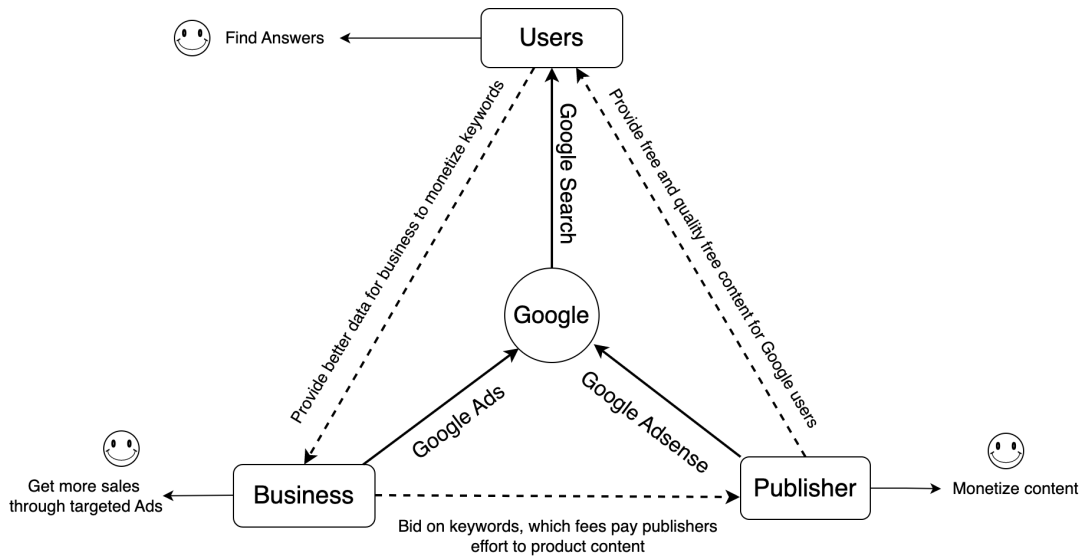 Users
Find Answers
Provide better data for business to monetize keywords
Google Search
Provide free and quality free content for Google users
Google
Google Ads
Google Adsense
Business
Get more sales
through targeted Ads
Publisher
Monetize content
Bid on keywords, which fees pay publishers
effort to product content